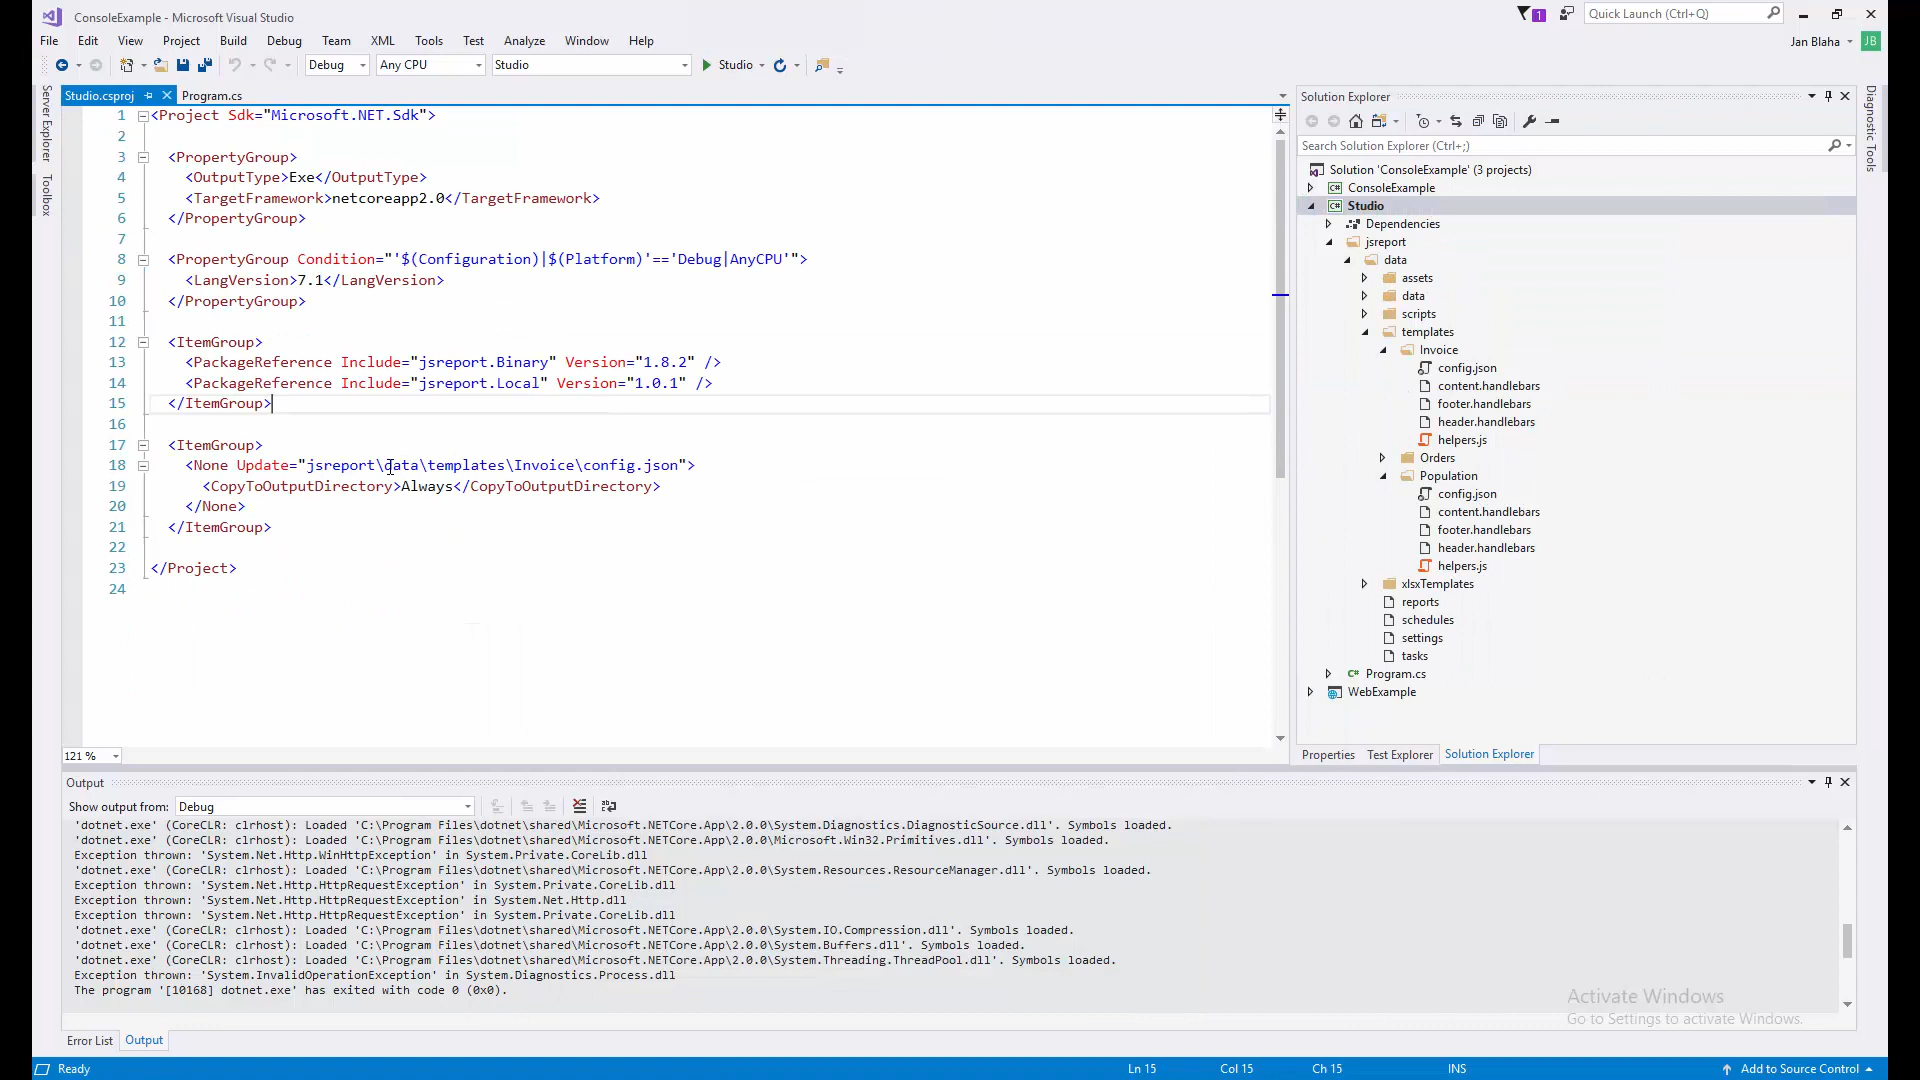 ConsoleExample - Microsoft Visual Studio
1
Quick Launch (Ctrl+Q)
File Edit View Project Build Debug Team XML Tools Test Analyze Window Help
Jan Blaha JB
Debug Any CPU Studio Studio
Server Explorer
Toolbox
Diagnostic Tools
Studio.csproj Program.cs
1 <Project Sdk="Microsoft.NET.Sdk">
2
3 <PropertyGroup>
4 <OutputType>Exe</OutputType>
5 <TargetFramework>netcoreapp2.0</TargetFramework>
6 </PropertyGroup>
7
8 <PropertyGroup Condition="'$(Configuration)|$(Platform)'=='Debug|AnyCPU'">
9 <LangVersion>7.1</LangVersion>
10 </PropertyGroup>
11
12 <ItemGroup>
13 <PackageReference Include="jsreport.Binary" Version="1.8.2" />
14 <PackageReference Include="jsreport.Local" Version="1.0.1" />
15 </ItemGroup>
16
17 <ItemGroup>
18 <None Update="jsreport\data\templates\Invoice\config.json">
19 <CopyToOutputDirectory>Always</CopyToOutputDirectory>
20 </None>
21 </ItemGroup>
22
23 </Project>
24
121 %
Solution Explorer
Search Solution Explorer (Ctrl+;)
Solution 'ConsoleExample' (3 projects)
C# ConsoleExample
C# Studio
Dependencies
jsreport
data
assets
data
scripts
templates
Invoice
config.json
content.handlebars
footer.handlebars
header.handlebars
helpers.js
Orders
Population
config.json
content.handlebars
footer.handlebars
header.handlebars
helpers.js
xlsxTemplates
reports
schedules
settings
tasks
C# Program.cs
WebExample
Properties Test Explorer Solution Explorer
Output
Show output from: Debug
'dotnet.exe' (CoreCLR: clrhost): Loaded 'C:\Program Files\dotnet\shared\Microsoft.NETCore.App\2.0.0\System.Diagnostics.DiagnosticSource.dll'. Symbols loaded.
'dotnet.exe' (CoreCLR: clrhost): Loaded 'C:\Program Files\dotnet\shared\Microsoft.NETCore.App\2.0.0\Microsoft.Win32.Primitives.dll'. Symbols loaded.
Exception thrown: 'System.Net.Http.WinHttpException' in System.Private.CoreLib.dll
'dotnet.exe' (CoreCLR: clrhost): Loaded 'C:\Program Files\dotnet\shared\Microsoft.NETCore.App\2.0.0\System.Resources.ResourceManager.dll'. Symbols loaded.
Exception thrown: 'System.Net.Http.HttpRequestException' in System.Private.CoreLib.dll
Exception thrown: 'System.Net.Http.HttpRequestException' in System.Net.Http.dll
Exception thrown: 'System.Net.Http.HttpRequestException' in System.Private.CoreLib.dll
'dotnet.exe' (CoreCLR: clrhost): Loaded 'C:\Program Files\dotnet\shared\Microsoft.NETCore.App\2.0.0\System.IO.Compression.dll'. Symbols loaded.
'dotnet.exe' (CoreCLR: clrhost): Loaded 'C:\Program Files\dotnet\shared\Microsoft.NETCore.App\2.0.0\System.Buffers.dll'. Symbols loaded.
'dotnet.exe' (CoreCLR: clrhost): Loaded 'C:\Program Files\dotnet\shared\Microsoft.NETCore.App\2.0.0\System.Threading.ThreadPool.dll'. Symbols loaded.
Exception thrown: 'System.InvalidOperationException' in System.Diagnostics.Process.dll
The program '[10168] dotnet.exe' has exited with code 0 (0x0).
Activate Windows
Go to Settings to activate Windows.
Error List Output
Ready Ln 15 Col 15 Ch 15 INS Add to Source Control